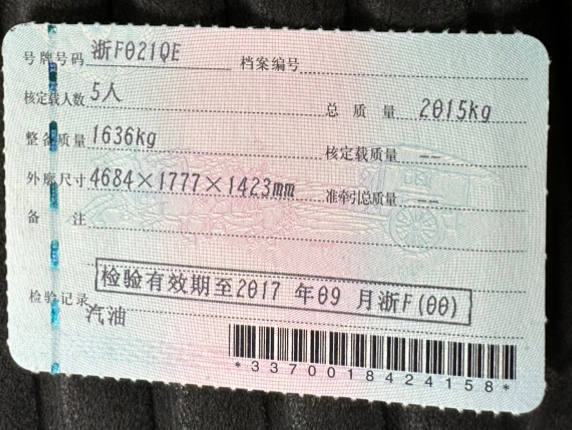 号牌号码 浙F021QE 档案编号
核定载人数 5人 总质量 2015kg
整备质量 1636kg 核定载质量 --
外廓尺寸 4684×1777×1423mm 准牵引总质量 --
备注
检验有效期至2017 年09 月浙F(00)
检验记录
汽油
*3370018424158*